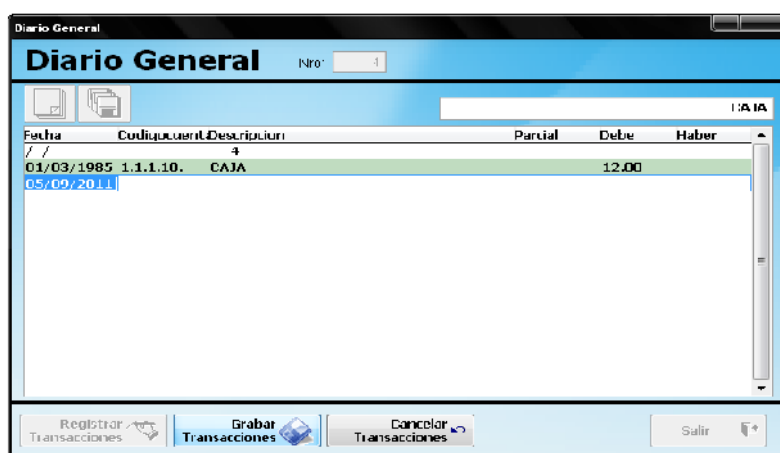 Diario General
Diario General Nro: 4
CAJA
Fecha Codigocuenta Descripcion Parcial Debe Haber
/ / 4
01/03/1985 1.1.1.10. CAJA 12.00
05/09/2011
Registrar Transacciones
Grabar Transacciones
Cancelar Transacciones
Salir